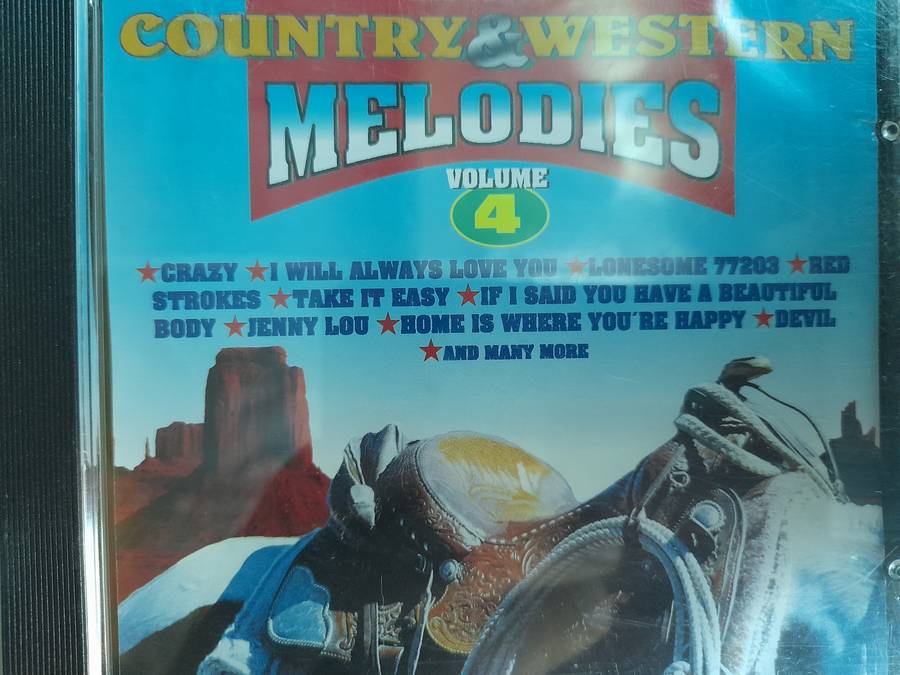 COUNTRY & WESTERN
MELODIES
VOLUME
4
★CRAZY ★I WILL ALWAYS LOVE YOU ★LONESOME 77203 ★RED
STROKES ★TAKE IT EASY ★IF I SAID YOU HAVE A BEAUTIFUL
BODY ★JENNY LOU ★HOME IS WHERE YOU'RE HAPPY ★DEVIL
★AND MANY MORE